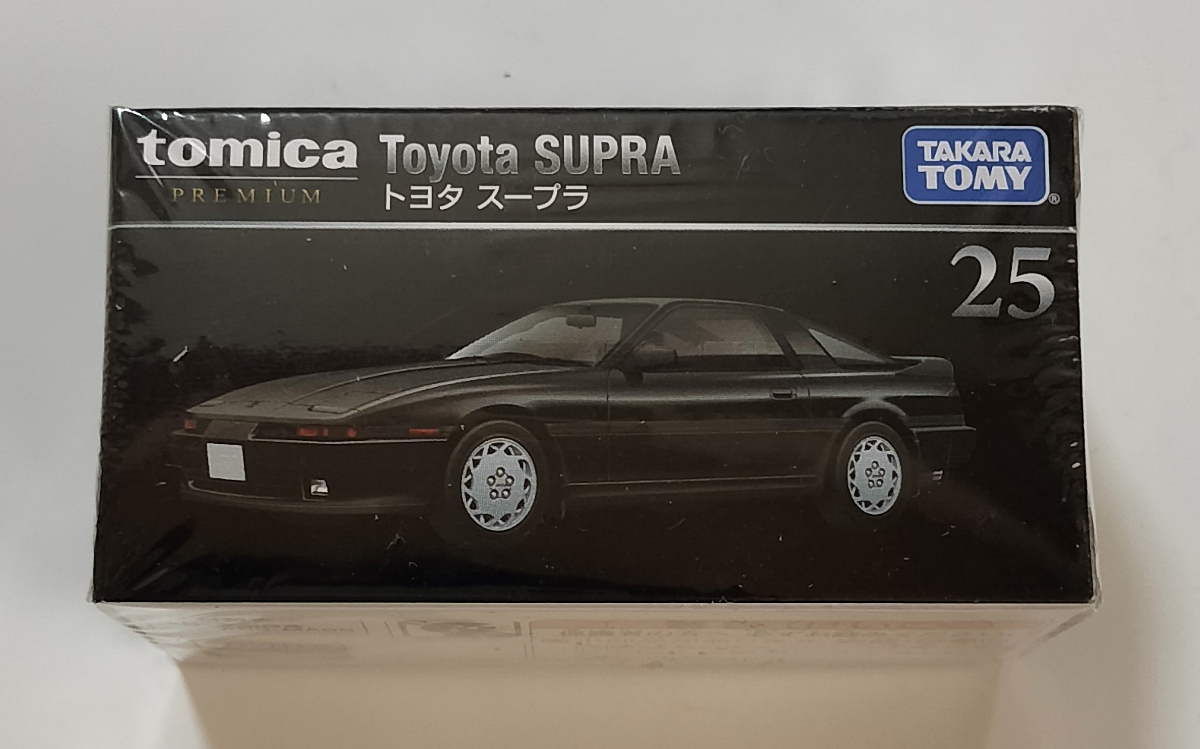 tomica
PREMIUM
Toyota SUPRA
トヨタ スープラ
TAKARA
TOMY
®
25